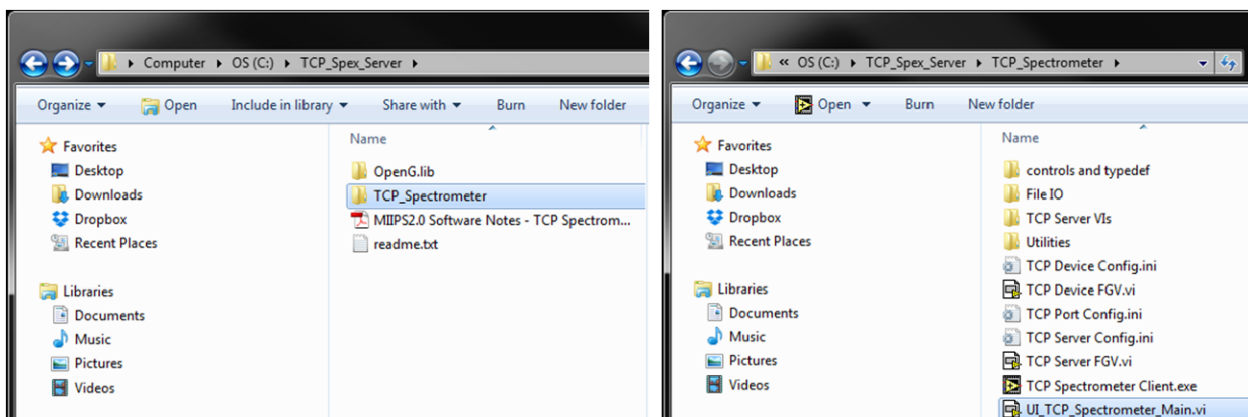 Computer OS (C:) TCP_Spex_Server
Organize Open Include in library Share with Burn New folder
Favorites
Desktop
Downloads
Dropbox
Recent Places
Libraries
Documents
Music
Pictures
Videos
Name
OpenG.lib
TCP_Spectrometer
MIIPS2.0 Software Notes - TCP Spectrom...
readme.txt
« OS (C:) TCP_Spex_Server TCP_Spectrometer
Organize Open Burn New folder
Favorites
Desktop
Downloads
Dropbox
Recent Places
Libraries
Documents
Music
Pictures
Videos
Name
controls and typedef
File IO
TCP Server VIs
Utilities
TCP Device Config.ini
TCP Device FGV.vi
TCP Port Config.ini
TCP Server Config.ini
TCP Server FGV.vi
TCP Spectrometer Client.exe
UI_TCP_Spectrometer_Main.vi